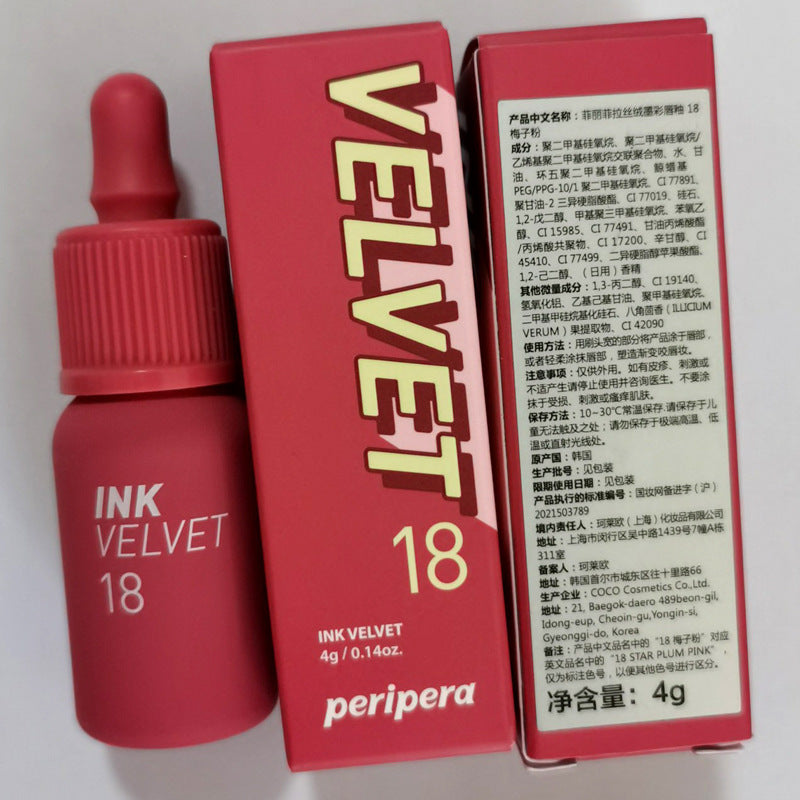 INK
VELVET
18
VELVET
18
INK VELVET
4g / 0.14oz.
peripera
产品中文名称：菲丽菲拉丝绒墨彩唇釉 18
梅子粉
成分：聚二甲基硅氧烷、聚二甲基硅氧烷/
乙烯基聚二甲基硅氧烷交联聚合物、水、甘
油、环五聚二甲基硅氧烷、鲸蜡基
PEG/PPG-10/1 聚二甲基硅氧烷、CI 77891、
聚甘油-2 三异硬脂酸酯、CI 77019、硅石、
1,2-戊二醇、甲基聚三甲基硅氧烷、苯氧乙
醇、CI 15985、CI 77491、甘油丙烯酸酯
/丙烯酸共聚物、CI 17200、辛甘醇、CI
45410、CI 77499、二异硬脂醇苹果酸酯、
1,2-己二醇、（日用）香精
其他微量成分：1,3-丙二醇、CI 19140、
氢氧化铝、乙基己基甘油、聚甲基硅氧烷、
二甲基甲硅烷基化硅石、八角茴香（ILLICIUM
VERUM）果提取物、CI 42090
使用方法：用刷头宽的部分将产品涂于唇部，
或者轻柔涂抹唇部，塑造渐变咬唇妆。
注意事项：仅供外用。如有皮疹、刺激或
不适产生请停止使用并咨询医生。不要涂
抹于受损、刺激或瘙痒肌肤。
保存方法：10~30℃常温保存.请保存于儿
童无法触及之处；请勿保存于极端高温、低
温或直射光线处。
原产国：韩国
生产批号：见包装
限期使用日期：见包装
产品执行的标准编号：国妆网备进字（沪）
2021503789
境内责任人：珂莱欧（上海）化妆品有限公司
地址：上海市闵行区吴中路1439号7幢A栋
311室
备案人：珂莱欧
地址：韩国首尔市城东区往十里路66
生产企业：COCO Cosmetics Co.,Ltd.
地址：21, Baegok-daero 489beon-gil,
Idong-eup, Cheoin-gu,Yongin-si,
Gyeonggi-do, Korea
备注：产品中文品名中的“18 梅子粉”对应
英文品名中的“18 STAR PLUM PINK”，
仅为标注色号，以便其他色号进行区分。
净含量：4g